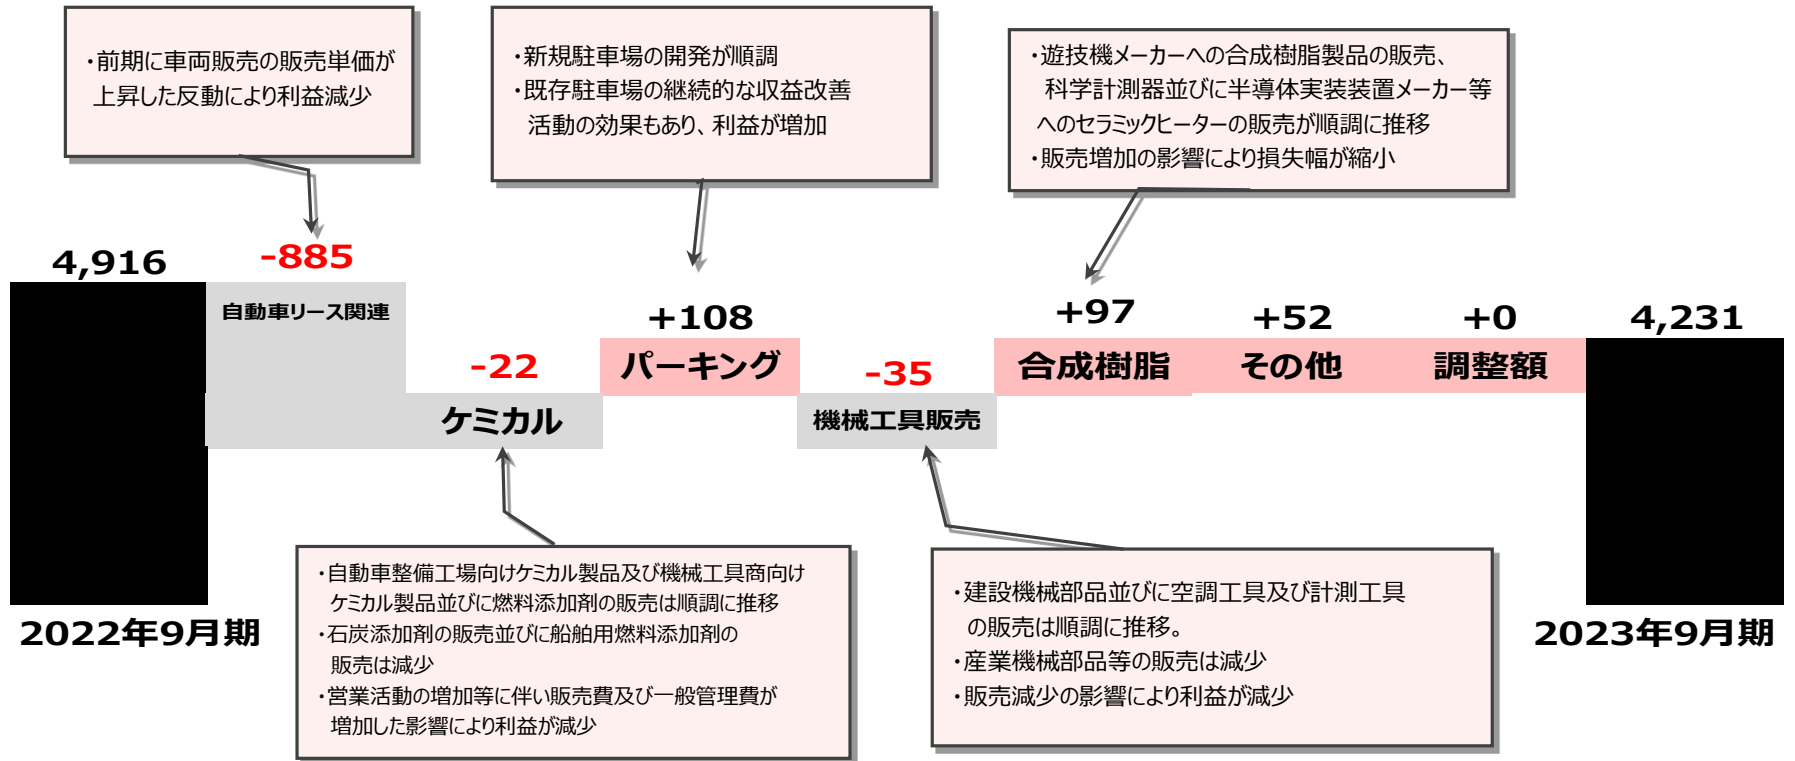 ・前期に車両販売の販売単価が
上昇した反動により利益減少
・新規駐車場の開発が順調
・既存駐車場の継続的な収益改善
活動の効果もあり、利益が増加
・遊技機メーカーへの合成樹脂製品の販売、
科学計測器並びに半導体実装装置メーカー等
へのセラミックヒーターの販売が順調に推移
・販売増加の影響により損失幅が縮小
4,916
-885
自動車リース関連
-22
ケミカル
+108
パーキング
-35
機械工具販売
+97
合成樹脂
+52
その他
+0
調整額
4,231
2022年9月期
2023年9月期
・自動車整備工場向けケミカル製品及び機械工具商向け
ケミカル製品並びに燃料添加剤の販売は順調に推移
・石炭添加剤の販売並びに船舶用燃料添加剤の
販売は減少
・営業活動の増加等に伴い販売費及び一般管理費が
増加した影響により利益が減少
・建設機械部品並びに空調工具及び計測工具
の販売は順調に推移。
・産業機械部品等の販売は減少
・販売減少の影響により利益が減少